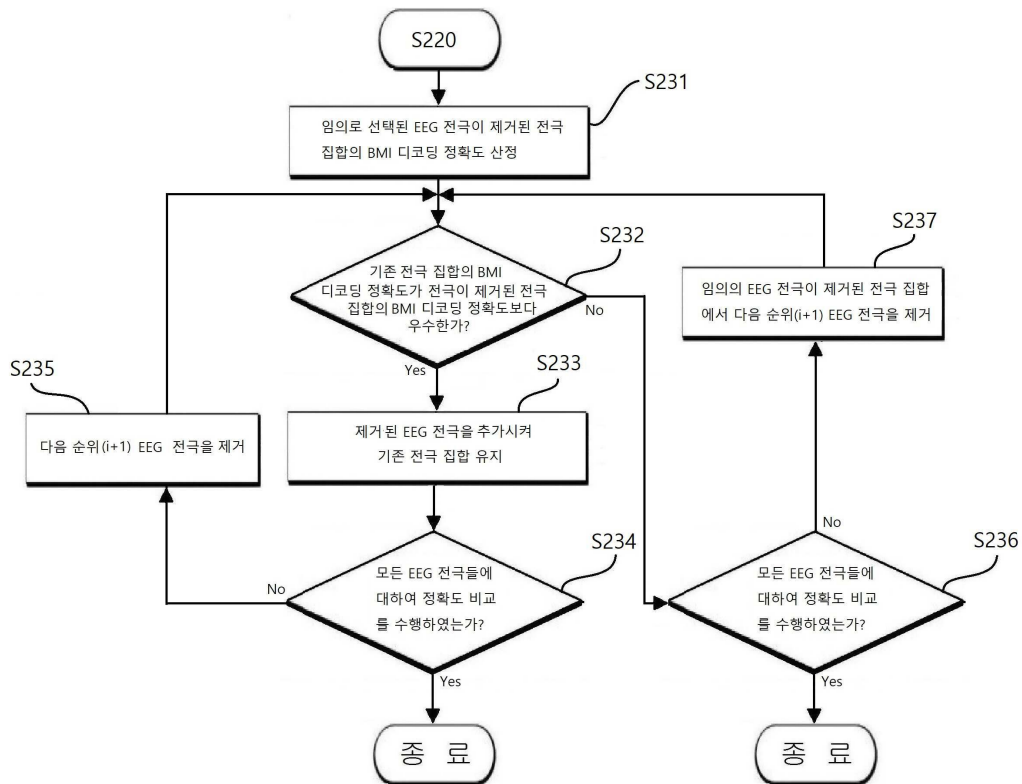 S220
S231
임의로 선택된 EEG 전극이 제거된 전극
집합의 BMI 디코딩 정확도 산정
S232
기존 전극 집합의 BMI
디코딩 정확도가 전극이 제거된 전극
집합의 BMI 디코딩 정확도보다
우수한가?
No
Yes
S237
임의의 EEG 전극이 제거된 전극 집합
에서 다음 순위(i+1) EEG 전극을 제거
S233
제거된 EEG 전극을 추가시켜
기존 전극 집합 유지
S235
다음 순위(i+1) EEG 전극을 제거
S234
모든 EEG 전극들에
대하여 정확도 비교
를 수행하였는가?
No
Yes
S236
모든 EEG 전극들에
대하여 정확도 비교
를 수행하였는가?
No
Yes
종 료
종 료